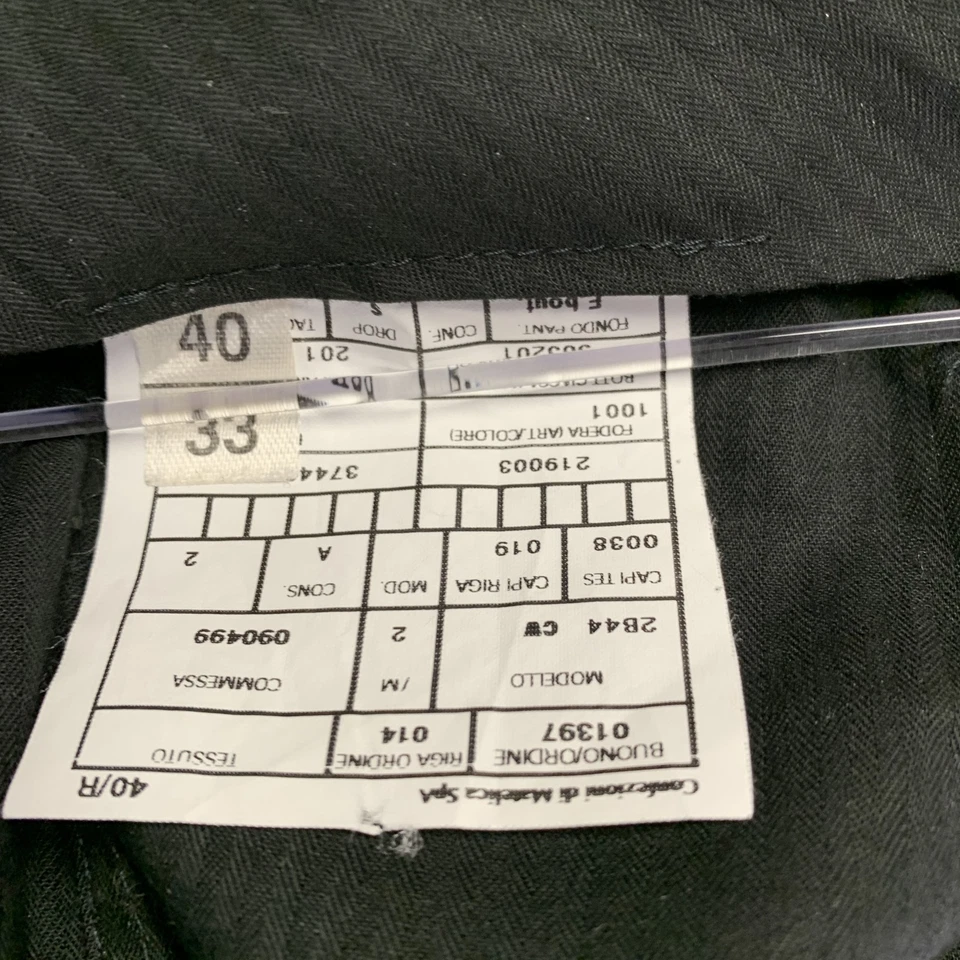 Confezioni di Matelica SpA 40/R
BUONO/ORDINE RIGA ORDINE TESSUTO
01397 014
MODELLO /M COMMESSA
2B44 CW 2 090499
CAPI TES CAPI RIGA MOD. CONS.
0038 019 A 2
219003 3744
FODERA (ART/COLORE)
1001
201
FONDO PANT. CONF. DROP
40
33